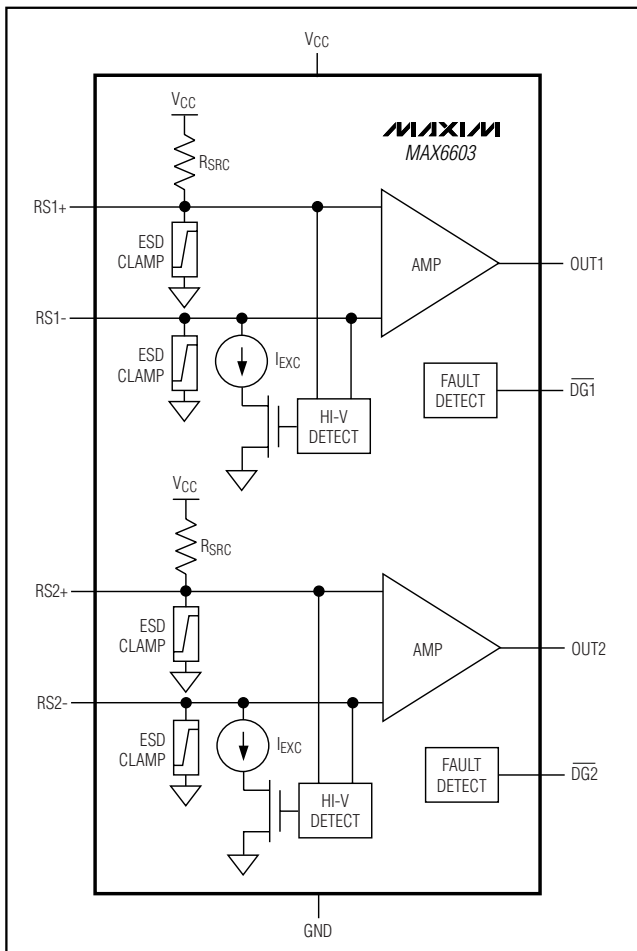 VCC
VCC
MAXIM
MAX6603
RSRC
RS1+
ESD
CLAMP
AMP
OUT1
RS1-
ESD
CLAMP
IEXC
HI-V
DETECT
FAULT
DETECT
DG1
VCC
RSRC
RS2+
ESD
CLAMP
AMP
OUT2
RS2-
ESD
CLAMP
IEXC
HI-V
DETECT
FAULT
DETECT
DG2
GND